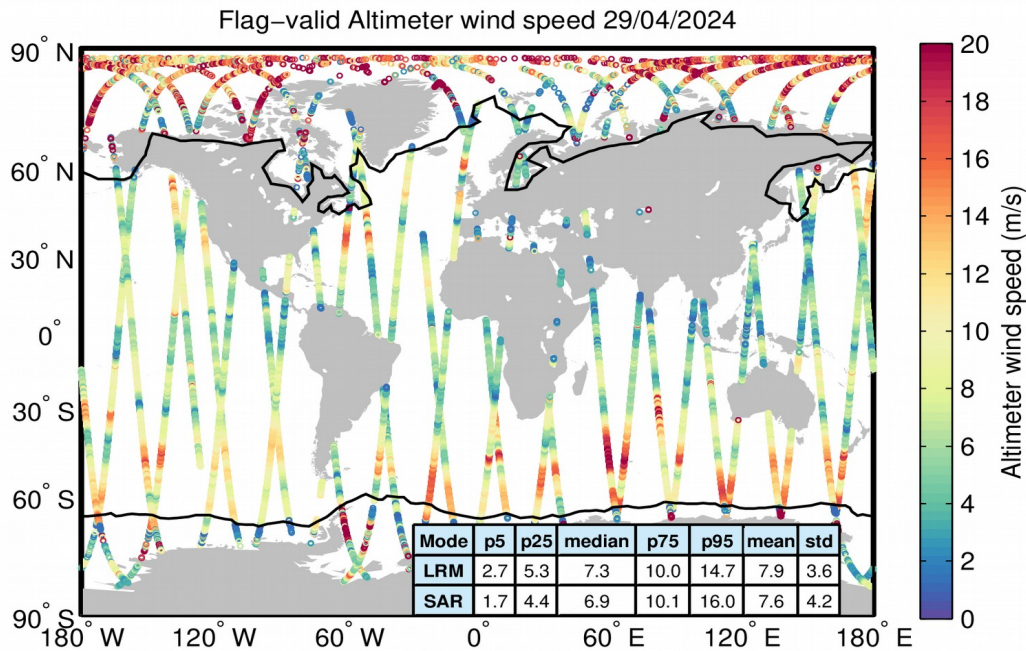 Flag−valid Altimeter wind speed 29/04/2024
90° N
60° N
30° N
0°
30° S
60° S
90° S
180° W
120° W
60° W
0°
60° E
120° E
180° E
Mode p5 p25 median p75 p95 mean std
LRM 2.7 5.3 7.3 10.0 14.7 7.9 3.6
SAR 1.7 4.4 6.9 10.1 16.0 7.6 4.2
20
18
16
14
12
10
8
6
4
2
0
Altimeter wind speed (m/s)